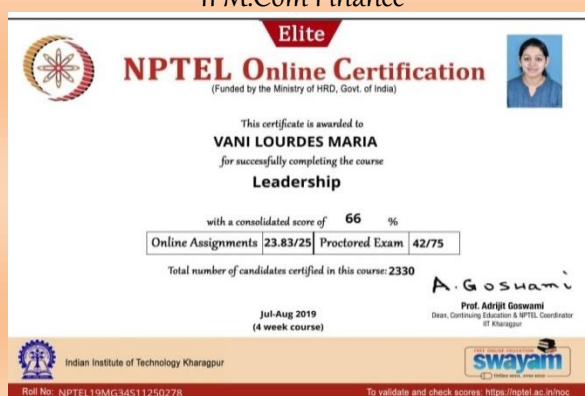 II M.Com Finance
Elite
NPTEL Online Certification
(Funded by the Ministry of HRD, Govt. of India)
This certificate is awarded to
VANI LOURDES MARIA
for successfully completing the course
Leadership
with a consolidated score of 66 %
Online Assignments 23.83/25 Proctored Exam 42/75
Total number of candidates certified in this course: 2330
A. Goswami
Prof. Adrijit Goswami
Dean, Continuing Education & NPTEL Coordinator
IIT Kharagpur
Jul-Aug 2019
(4 week course)
Indian Institute of Technology Kharagpur
FREE ONLINE EDUCATION
swayam
Roll No: NPTEL19MG34S11250278 To validate and check scores: https://nptel.ac.in/noc